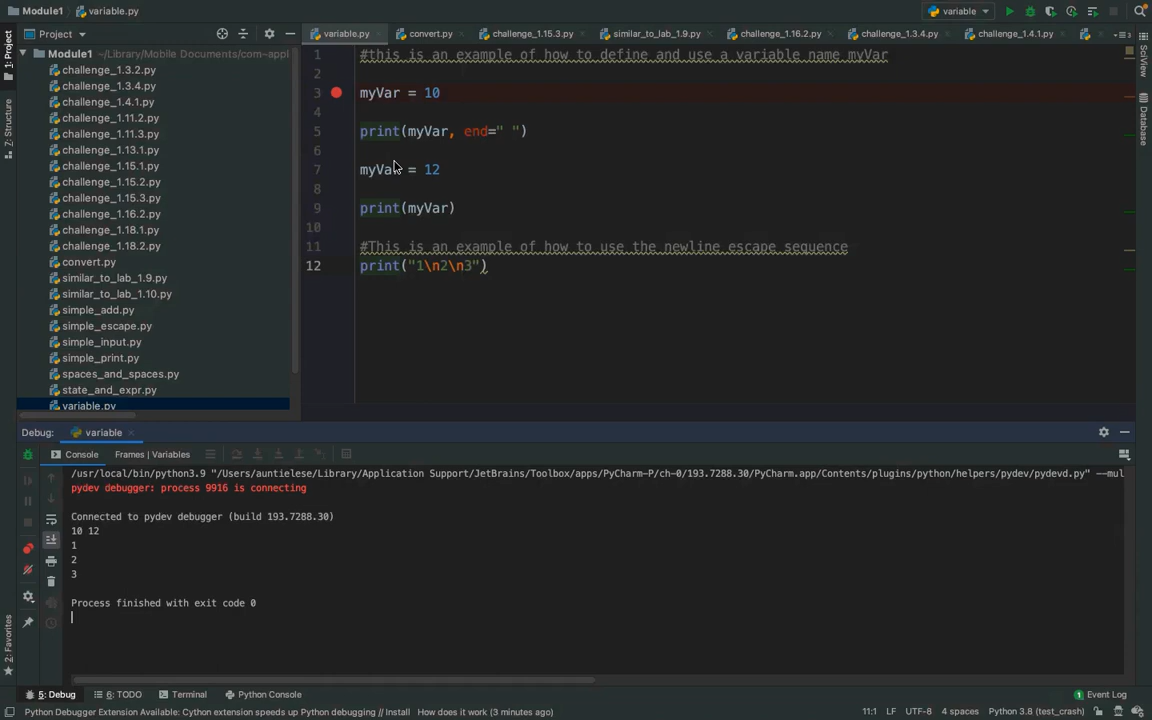 Module1 variable.py variable
Project
variable.py convert.py challenge_1.15.3.py similar_to_lab_1.9.py challenge_1.16.2.py challenge_1.3.4.py challenge_1.4.1.py
1: Project
Z: Structure
2: Favorites
SciView
Database
Module1 ~/Library/Mobile Documents/com~appl
challenge_1.3.2.py
challenge_1.3.4.py
challenge_1.4.1.py
challenge_1.11.2.py
challenge_1.11.3.py
challenge_1.13.1.py
challenge_1.15.1.py
challenge_1.15.2.py
challenge_1.15.3.py
challenge_1.16.2.py
challenge_1.18.1.py
challenge_1.18.2.py
convert.py
similar_to_lab_1.9.py
similar_to_lab_1.10.py
simple_add.py
simple_escape.py
simple_input.py
simple_print.py
spaces_and_spaces.py
state_and_expr.py
variable.py
1 #this is an example of how to define and use a variable name myVar
2
3 myVar = 10
4
5 print(myVar, end=" ")
6
7 myVar = 12
8
9 print(myVar)
10
11 #This is an example of how to use the newline escape sequence
12 print("1\n2\n3")
Debug: variable
Console Frames | Variables
/usr/local/bin/python3.9 "/Users/auntielese/Library/Application Support/JetBrains/Toolbox/apps/PyCharm-P/ch-0/193.7288.30/PyCharm.app/Contents/plugins/python/helpers/pydev/pydevd.py" --mul
pydev debugger: process 9916 is connecting
Connected to pydev debugger (build 193.7288.30)
10 12
1
2
3
Process finished with exit code 0
5: Debug 6: TODO Terminal Python Console 1 Event Log
Python Debugger Extension Available: Cython extension speeds up Python debugging // Install How does it work (3 minutes ago) 11:1 LF UTF-8 4 spaces Python 3.8 (test_crash)